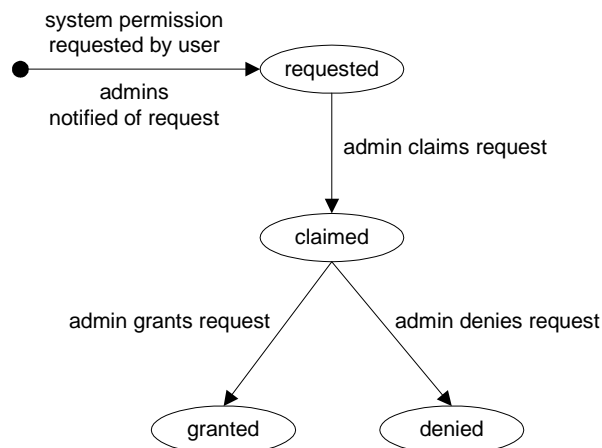 system permission
requested by user
requested
admins
notified of request
admin claims request
claimed
admin grants request
admin denies request
granted
denied